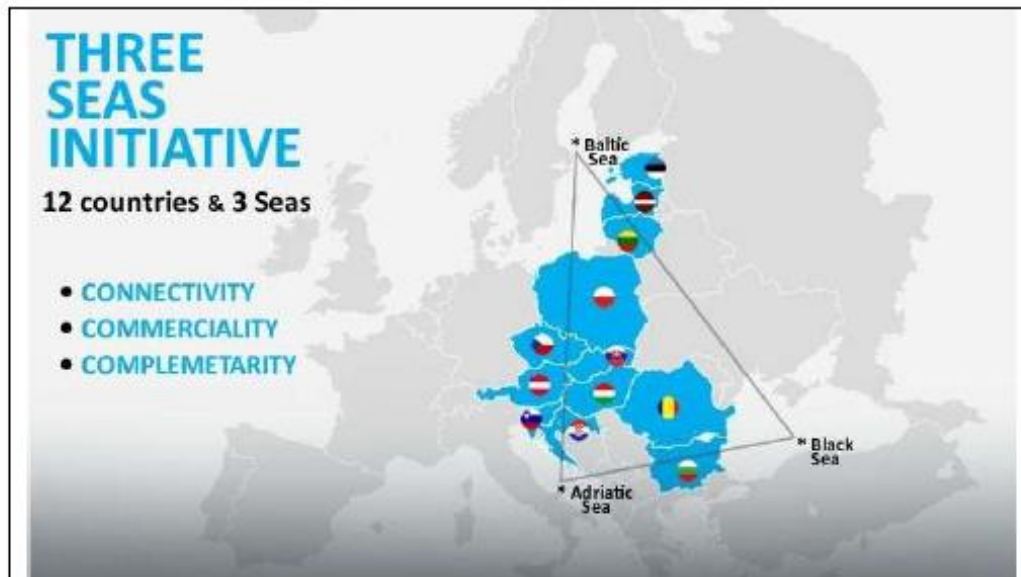 THREE
SEAS
INITIATIVE
12 countries & 3 Seas
• CONNECTIVITY
• COMMERCIALITY
• COMPLEMETARITY
* Baltic
Sea
* Black
Sea
* Adriatic
Sea